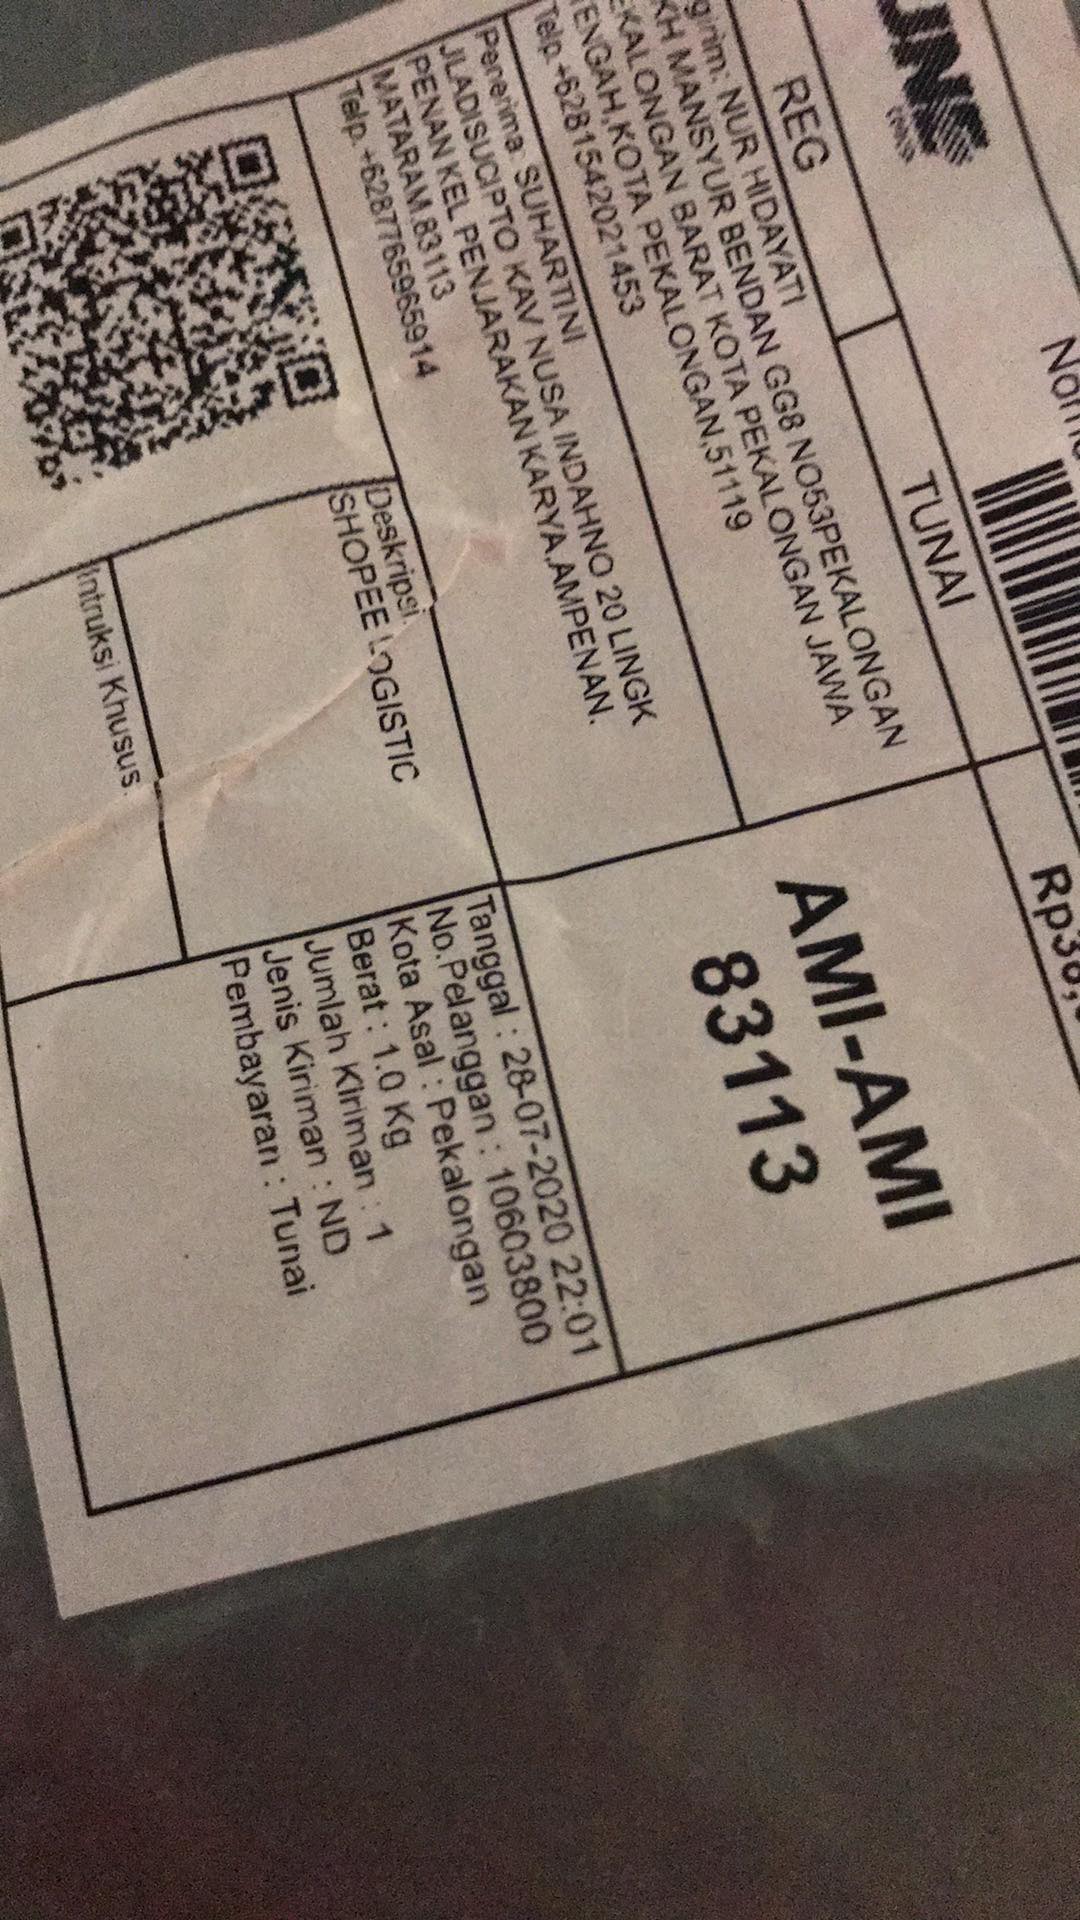 JNE
REG
TUNAI
Rp36,
girim: NUR HIDAYATI
KH MANSYUR BENDAN GG8 NO53PEKALONGAN
EKALONGAN BARAT KOTA PEKALONGAN JAWA
TENGAH,KOTA PEKALONGAN,51119
Telp.+6281542021453
AMI-AMI
83113
Penerima: SUHARTINI
JLADISUCIPTO KAV NUSA INDAHNO 20 LINGK
PENAN KEL PENJARAKAN KARYA,AMPENAN.
MATARAM.83113
Telp.+6287765965914
Deskripsi.
SHOPEE LOGISTIC
Intruksi Khusus.
Tanggal : 28-07-2020 22:01
No.Pelanggan : 10603800
Kota Asal : Pekalongan
Berat : 1.0 Kg
Jumlah Kiriman : 1
Jenis Kiriman : ND
Pembayaran : Tunai